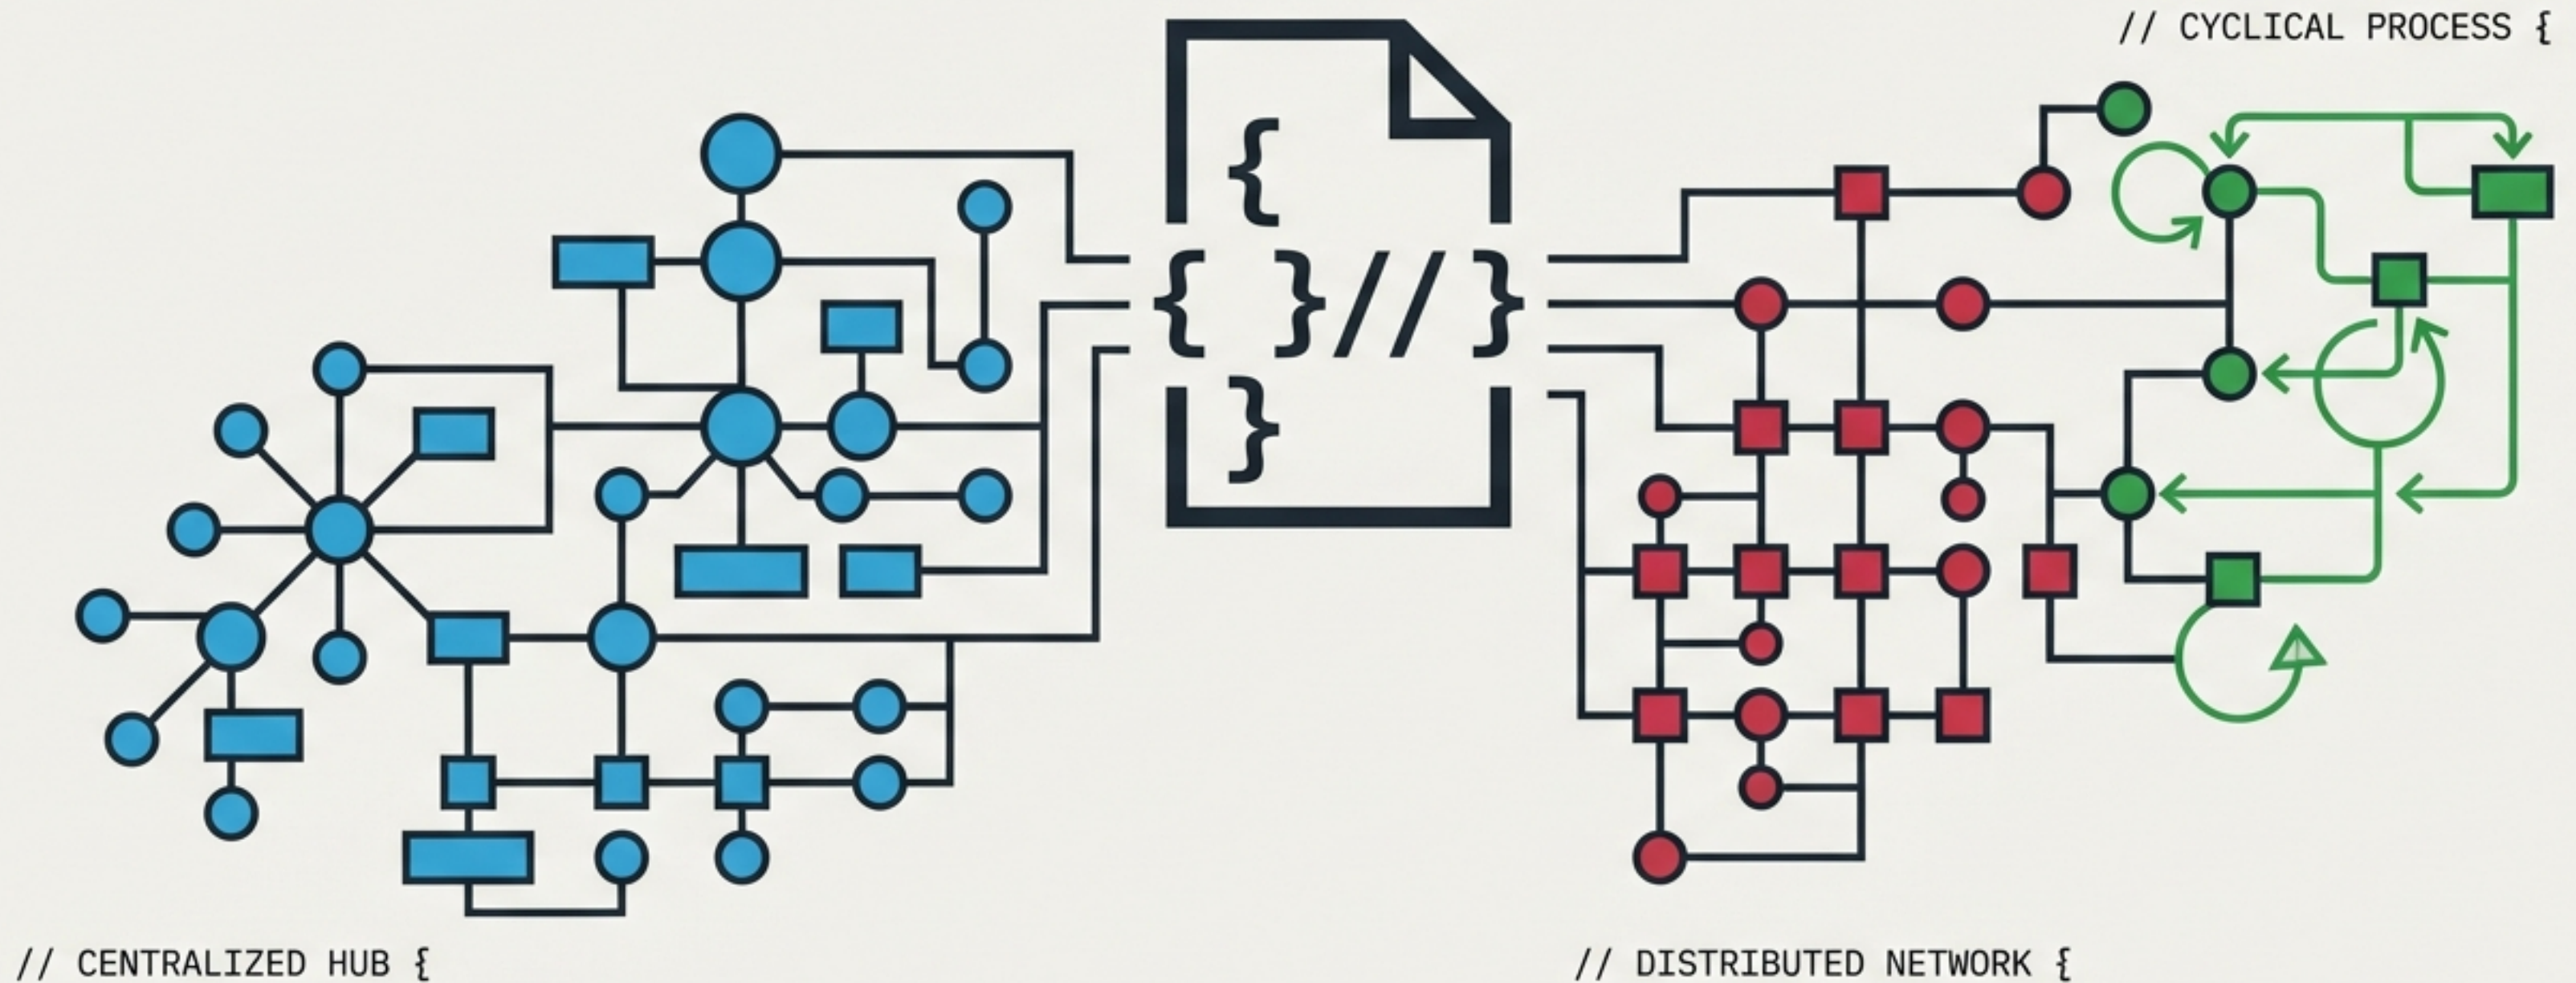 // CYCLICAL PROCESS {
{
{ }// }
}
// CENTRALIZED HUB {
// DISTRIBUTED NETWORK {